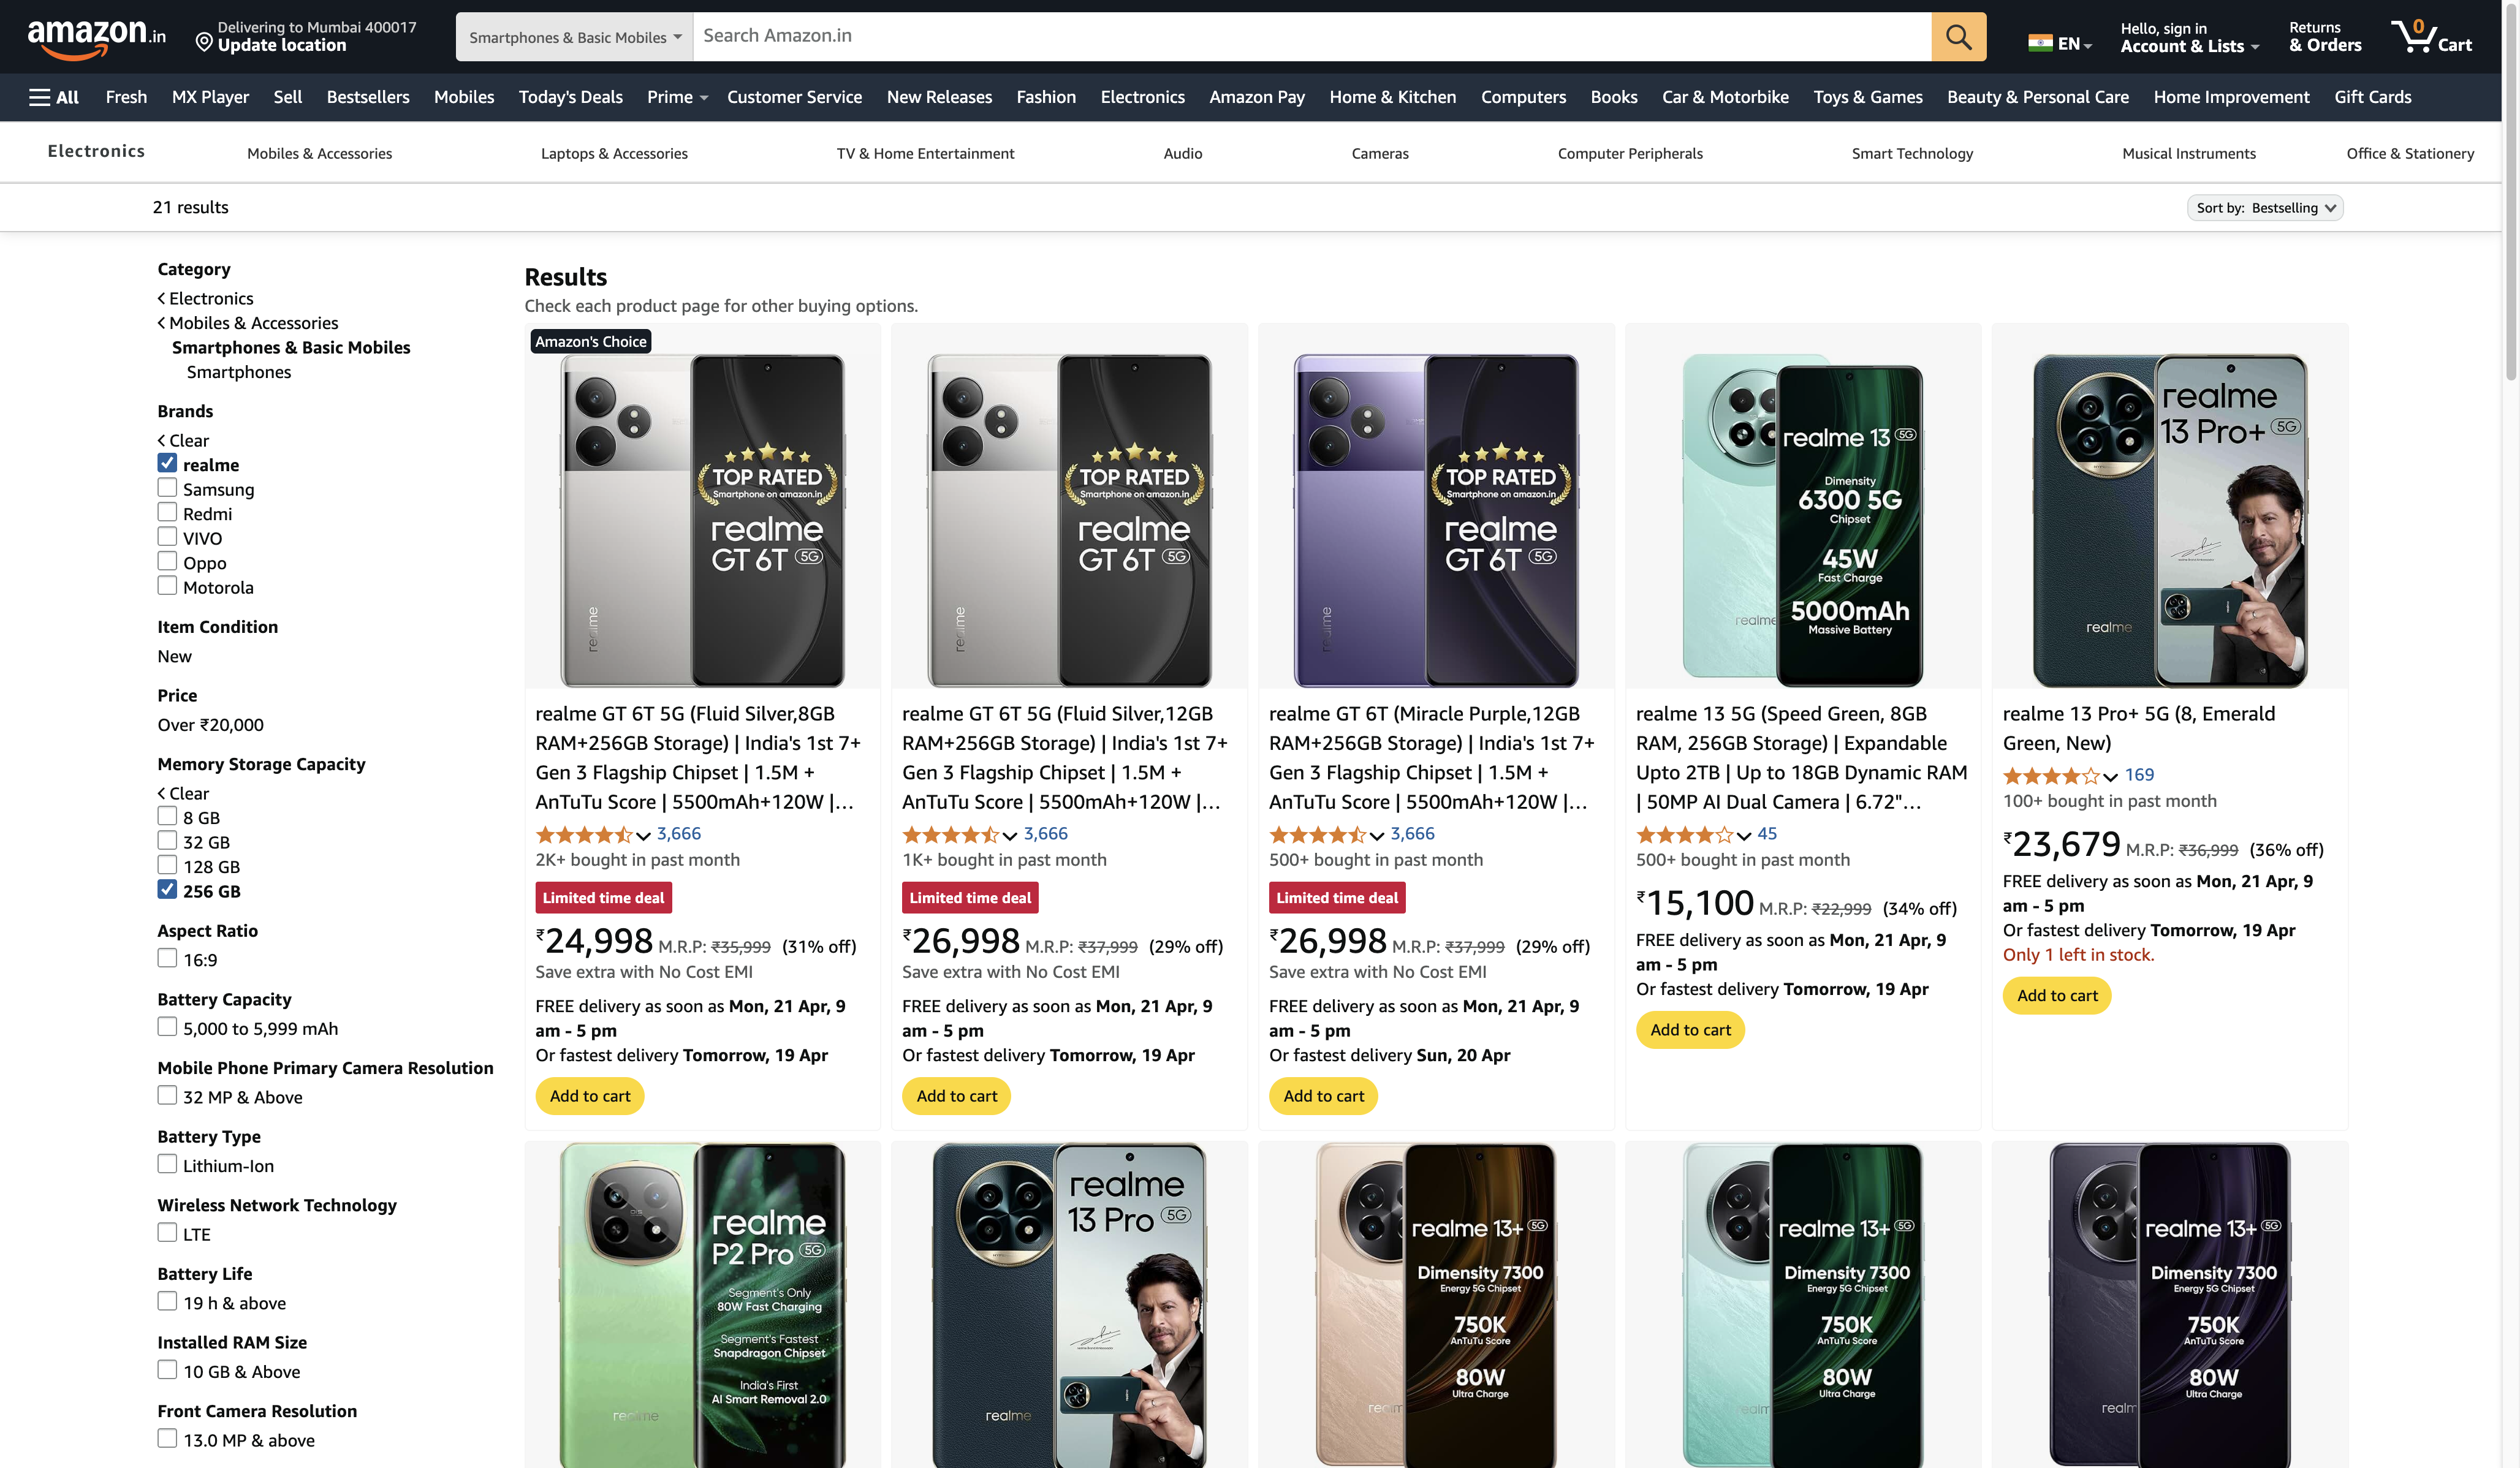 amazon.in
Delivering to Mumbai 400017
Update location
Smartphones & Basic Mobiles
Search Amazon.in
EN
Hello, sign in
Account & Lists
Returns
& Orders
0
Cart
All
Fresh
MX Player
Sell
Bestsellers
Mobiles
Today's Deals
Prime
Customer Service
New Releases
Fashion
Electronics
Amazon Pay
Home & Kitchen
Computers
Books
Car & Motorbike
Toys & Games
Beauty & Personal Care
Home Improvement
Gift Cards
Electronics
Mobiles & Accessories
Laptops & Accessories
TV & Home Entertainment
Audio
Cameras
Computer Peripherals
Smart Technology
Musical Instruments
Office & Stationery
21 results
Sort by: Bestselling
Category
Electronics
Mobiles & Accessories
Smartphones & Basic Mobiles
Smartphones
Brands
Clear
realme
Samsung
Redmi
VIVO
Oppo
Motorola
Item Condition
New
Price
Over ₹20,000
Memory Storage Capacity
Clear
8 GB
32 GB
128 GB
256 GB
Aspect Ratio
16:9
Battery Capacity
5,000 to 5,999 mAh
Mobile Phone Primary Camera Resolution
32 MP & Above
Battery Type
Lithium-Ion
Wireless Network Technology
LTE
Battery Life
19 h & above
Installed RAM Size
10 GB & Above
Front Camera Resolution
13.0 MP & above
Results
Check each product page for other buying options.
Amazon's Choice
TOP RATED
Smartphone on amazon.in
realme
GT 6T 5G
realme
realme GT 6T 5G (Fluid Silver,8GB
RAM+256GB Storage) | India's 1st 7+
Gen 3 Flagship Chipset | 1.5M +
AnTuTu Score | 5500mAh+120W |…
3,666
2K+ bought in past month
Limited time deal
₹24,998 M.R.P: ₹35,999 (31% off)
Save extra with No Cost EMI
FREE delivery as soon as Mon, 21 Apr, 9
am - 5 pm
Or fastest delivery Tomorrow, 19 Apr
Add to cart
TOP RATED
Smartphone on amazon.in
realme
GT 6T 5G
realme
realme GT 6T 5G (Fluid Silver,12GB
RAM+256GB Storage) | India's 1st 7+
Gen 3 Flagship Chipset | 1.5M +
AnTuTu Score | 5500mAh+120W |…
3,666
1K+ bought in past month
Limited time deal
₹26,998 M.R.P: ₹37,999 (29% off)
Save extra with No Cost EMI
FREE delivery as soon as Mon, 21 Apr, 9
am - 5 pm
Or fastest delivery Tomorrow, 19 Apr
Add to cart
TOP RATED
Smartphone on amazon.in
realme
GT 6T 5G
realme
realme GT 6T (Miracle Purple,12GB
RAM+256GB Storage) | India's 1st 7+
Gen 3 Flagship Chipset | 1.5M +
AnTuTu Score | 5500mAh+120W |…
3,666
500+ bought in past month
Limited time deal
₹26,998 M.R.P: ₹37,999 (29% off)
Save extra with No Cost EMI
FREE delivery as soon as Mon, 21 Apr, 9
am - 5 pm
Or fastest delivery Sun, 20 Apr
Add to cart
realme 13 5G
Dimensity
6300 5G
Chipset
45W
Fast Charge
5000mAh
Massive Battery
realme
realme 13 5G (Speed Green, 8GB
RAM, 256GB Storage) | Expandable
Upto 2TB | Up to 18GB Dynamic RAM
| 50MP AI Dual Camera | 6.72"…
45
500+ bought in past month
₹15,100 M.R.P: ₹22,999 (34% off)
FREE delivery as soon as Mon, 21 Apr, 9
am - 5 pm
Or fastest delivery Tomorrow, 19 Apr
Add to cart
realme
13 Pro+ 5G
realme
realme 13 Pro+ 5G (8, Emerald
Green, New)
169
100+ bought in past month
₹23,679 M.R.P: ₹36,999 (36% off)
FREE delivery as soon as Mon, 21 Apr, 9
am - 5 pm
Or fastest delivery Tomorrow, 19 Apr
Only 1 left in stock.
Add to cart
realme
P2 Pro 5G
Segment's Only
80W Fast Charging
Segment's Fastest
Snapdragon Chipset
India's First
AI Smart Removal 2.0
realme
realme
13 Pro 5G
realme
realme 13+ 5G
Dimensity 7300
Energy 5G Chipset
750K
AnTuTu Score
80W
Ultra Charge
realm
realme 13+ 5G
Dimensity 7300
Energy 5G Chipset
750K
AnTuTu Score
80W
Ultra Charge
realm
realme 13+ 5G
Dimensity 7300
Energy 5G Chipset
750K
AnTuTu Score
80W
Ultra Charge
realm